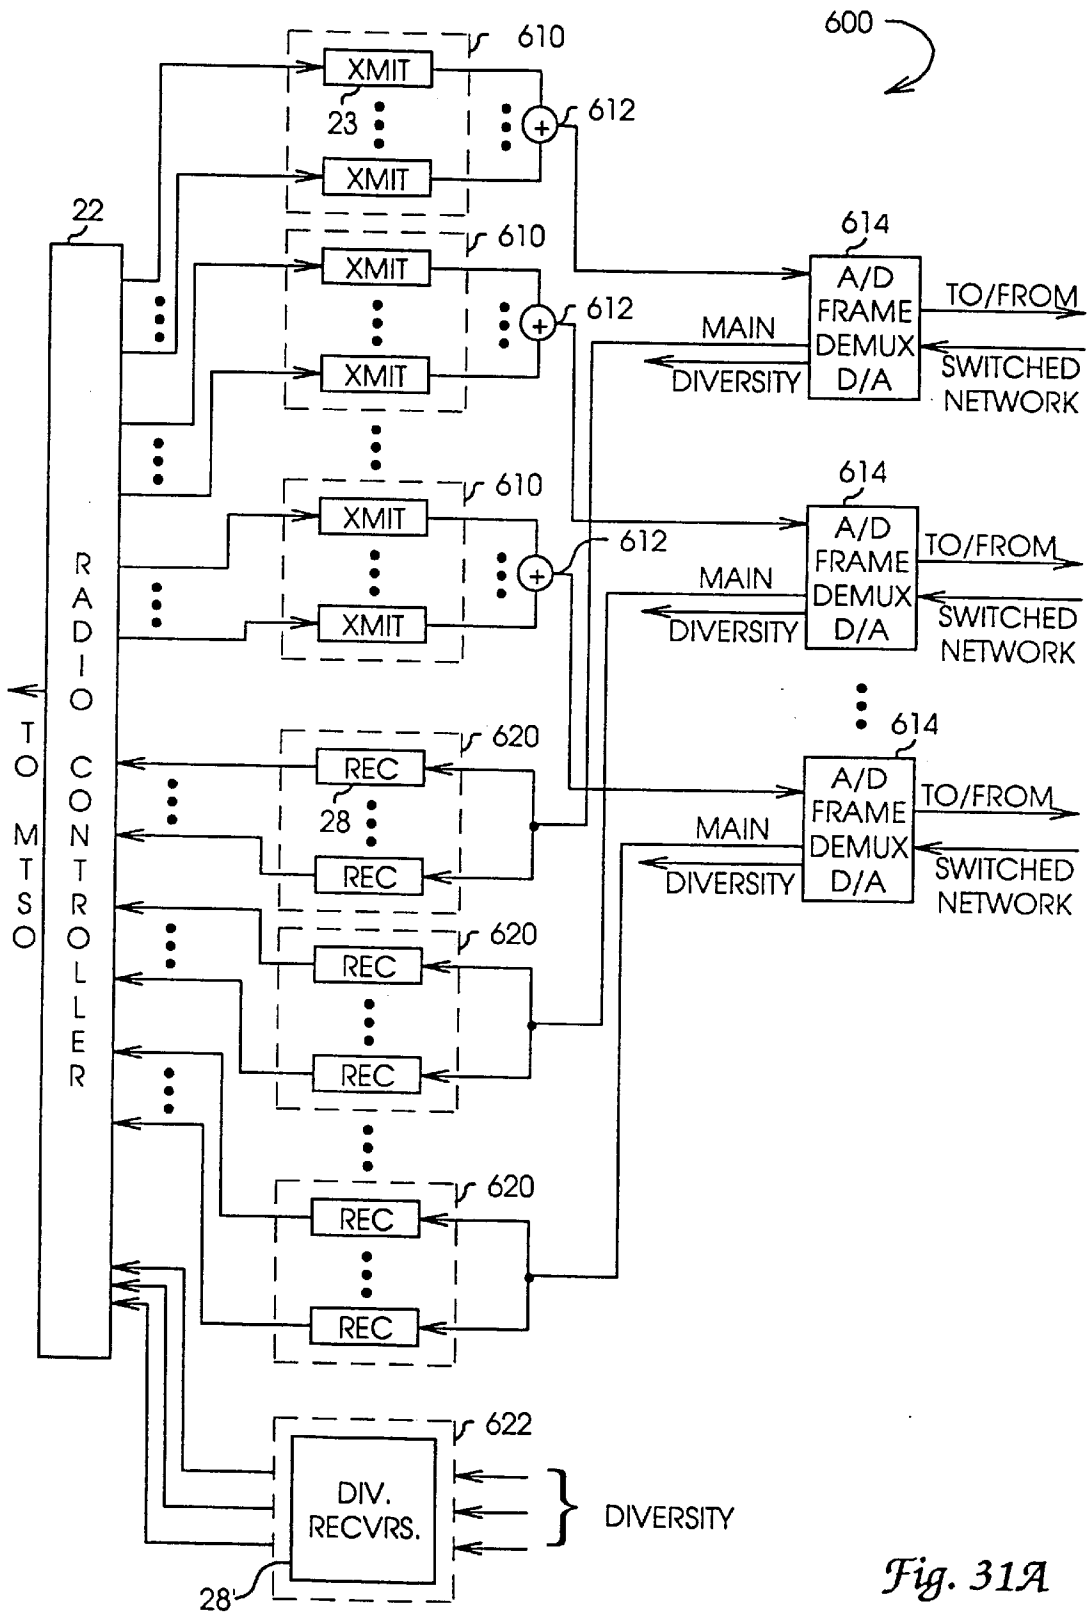 600
610
XMIT
23
XMIT
612
22
610
XMIT
XMIT
612
614
A/D
FRAME
DEMUX
D/A
TO/FROM
SWITCHED
NETWORK
MAIN
DIVERSITY
610
XMIT
XMIT
612
614
A/D
FRAME
DEMUX
D/A
TO/FROM
SWITCHED
NETWORK
MAIN
DIVERSITY
RADIO CONTROLLER
TO MTSO
620
REC
28
REC
614
A/D
FRAME
DEMUX
D/A
TO/FROM
SWITCHED
NETWORK
MAIN
DIVERSITY
620
REC
REC
620
REC
REC
622
DIV.
RECVRS.
28'
DIVERSITY
Fig. 31A